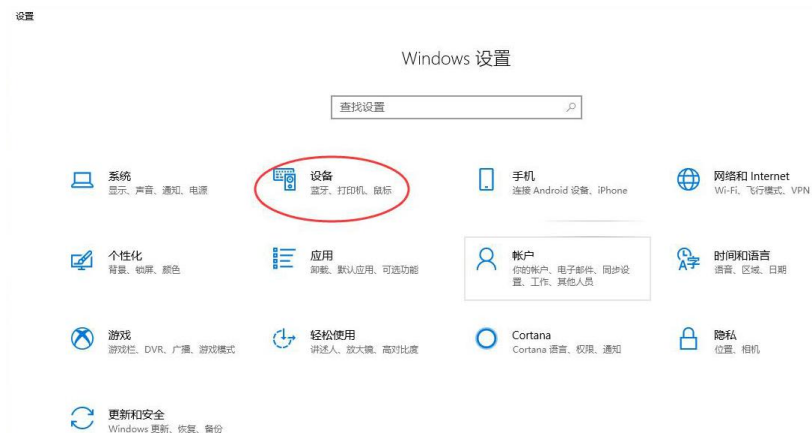 设置
Windows 设置
查找设置
系统
显示、声音、通知、电源
设备
蓝牙、打印机、鼠标
手机
连接 Android 设备、iPhone
网络和 Internet
Wi-Fi、飞行模式、VPN
个性化
背景、锁屏、颜色
应用
卸载、默认应用、可选功能
帐户
你的帐户、电子邮件、同步设
置、工作、其他人员
时间和语言
语音、区域、日期
游戏
游戏栏、DVR、广播、游戏模式
轻松使用
讲述人、放大镜、高对比度
Cortana
Cortana 语言、权限、通知
隐私
位置、相机
更新和安全
Windows 更新、恢复、备份